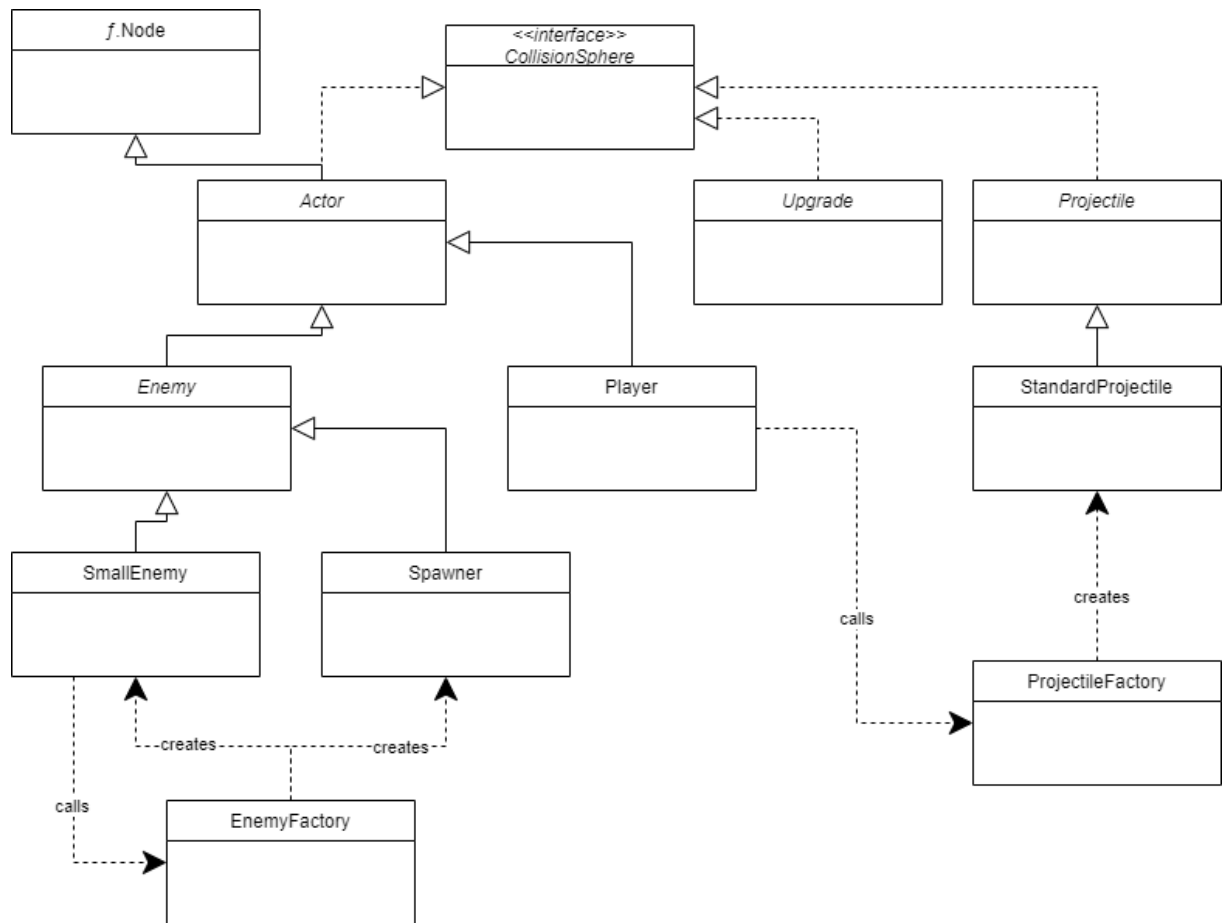 ƒ.Node
<<interface>>
CollisionSphere
Actor
Upgrade
Projectile
Enemy
Player
StandardProjectile
SmallEnemy
Spawner
calls
creates
ProjectileFactory
creates
creates
calls
EnemyFactory